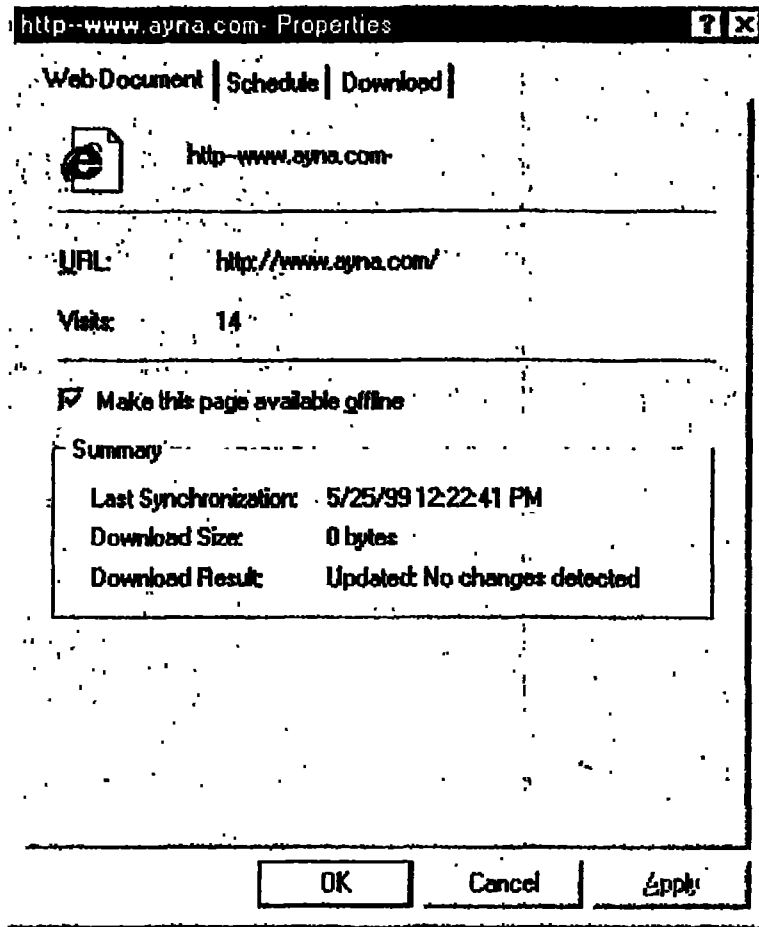 http--www.ayna.com- Properties
Web Document Schedule Download
http--www.ayna.com-
URL: http://www.ayna.com/
Visits: 14
Make this page available offline
Summary
Last Synchronization: 5/25/99 12:22:41 PM
Download Size: 0 bytes
Download Result: Updated: No changes detected
OK Cancel Apply